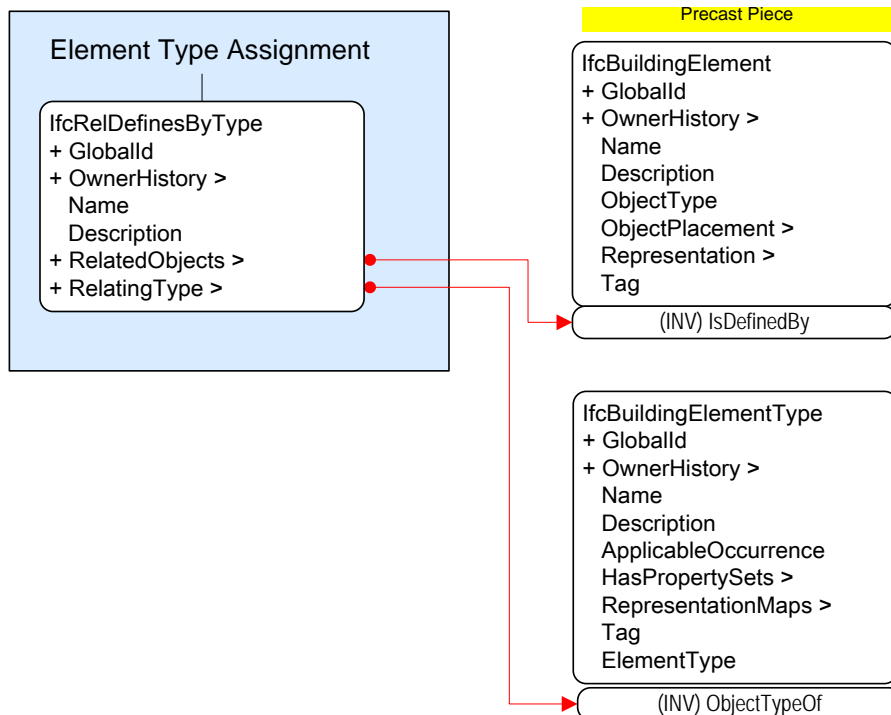 Element Type Assignment
IfcRelDefinesByType
+ GlobalId
+ OwnerHistory >
Name
Description
+ RelatedObjects >
+ RelatingType >
Precast Piece
IfcBuildingElement
+ GlobalId
+ OwnerHistory >
Name
Description
ObjectType
ObjectPlacement >
Representation >
Tag
(INV) IsDefinedBy
IfcBuildingElementType
+ GlobalId
+ OwnerHistory >
Name
Description
ApplicableOccurrence
HasPropertySets >
RepresentationMaps >
Tag
ElementType
(INV) ObjectTypeOf